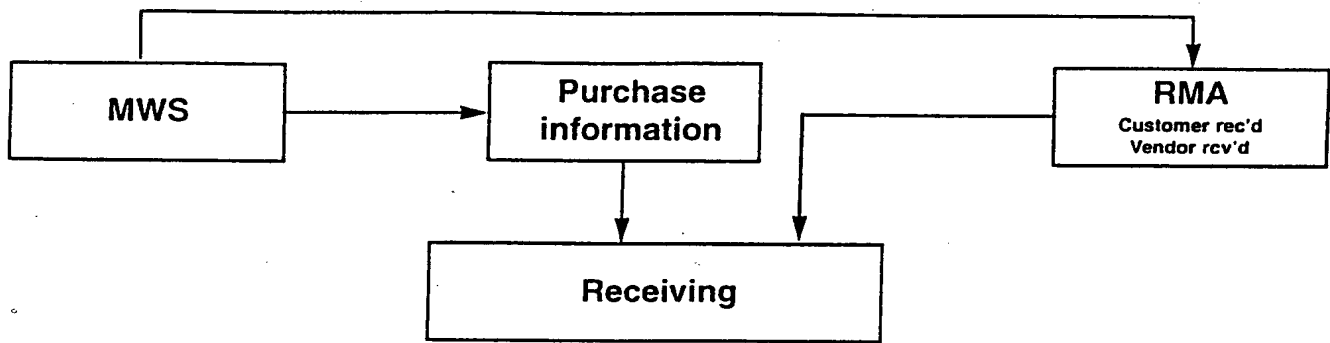 MWS
Purchase
information
RMA
Customer rec'd
Vendor rcv'd
Receiving